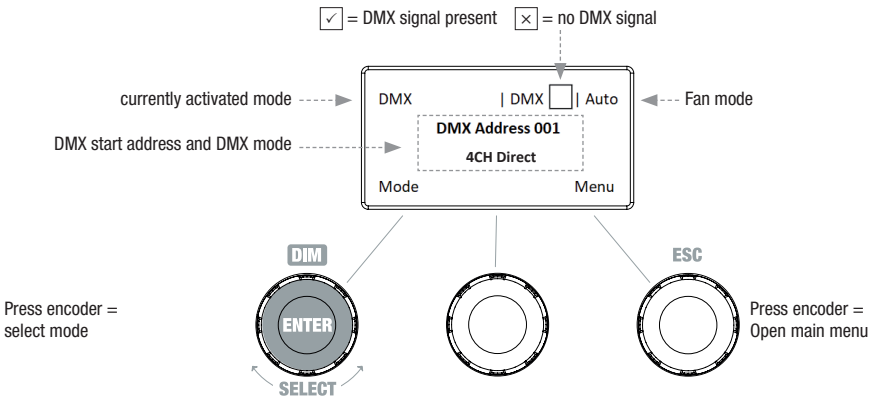 ✓ = DMX signal present × = no DMX signal
currently activated mode
DMX | DMX | Auto
Fan mode
DMX start address and DMX mode
DMX Address 001
4CH Direct
Mode Menu
DIM
ESC
Press encoder =
select mode
ENTER
SELECT
Press encoder =
Open main menu